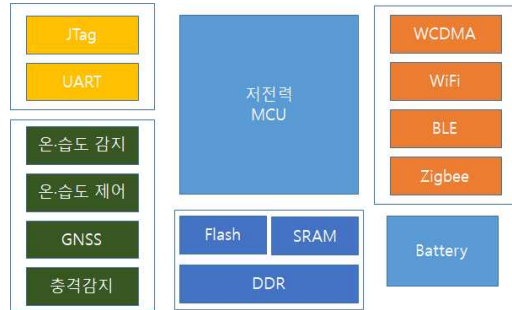 JTag
UART
온·습도 감지
온·습도 제어
GNSS
충격감지
저전력
MCU
Flash
SRAM
DDR
WCDMA
WiFi
BLE
Zigbee
Battery